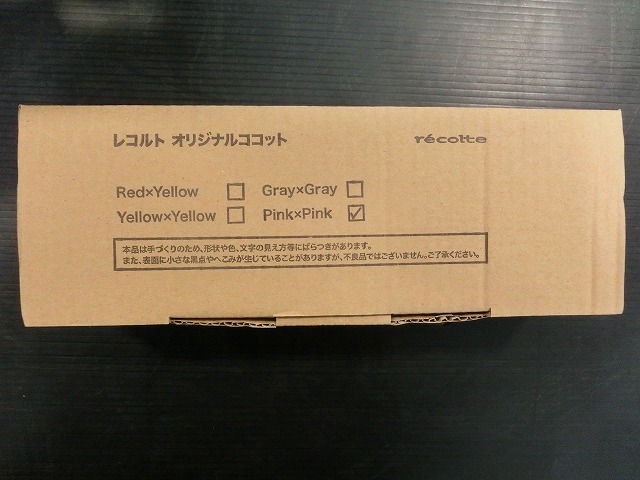 レコルト オリジナルココット récolte
Red×Yellow ☐ Gray×Gray ☐
Yellow×Yellow ☐ Pink×Pink ☑
本品は手づくりのため、形状や色、文字の見え方等にばらつきがあります。
また、表面に小さな黒点やへこみが生じていることがありますが、不良品ではございません。ご了承ください。